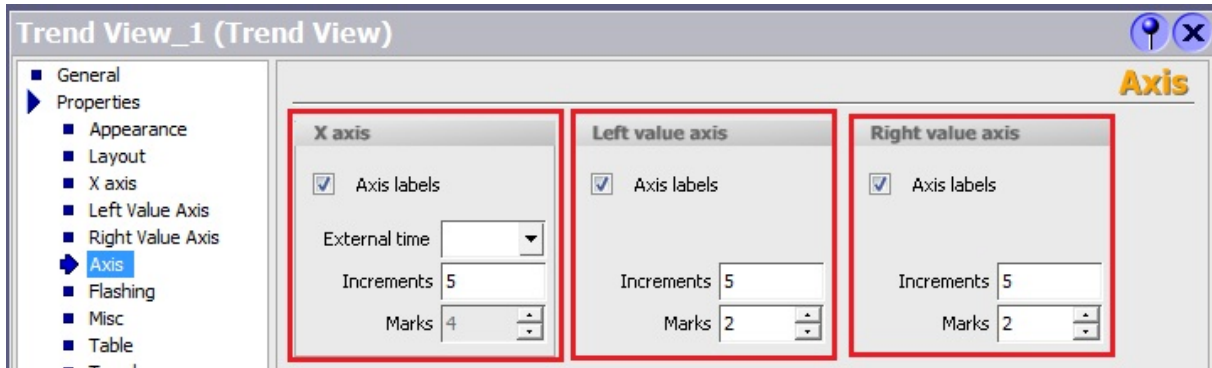 Trend View_1 (Trend View)
General
Properties
Appearance
Layout
X axis
Left Value Axis
Right Value Axis
Axis
Flashing
Misc
Table
Axis
X axis
Axis labels
External time
Increments 5
Marks 4
Left value axis
Axis labels
Increments 5
Marks 2
Right value axis
Axis labels
Increments 5
Marks 2